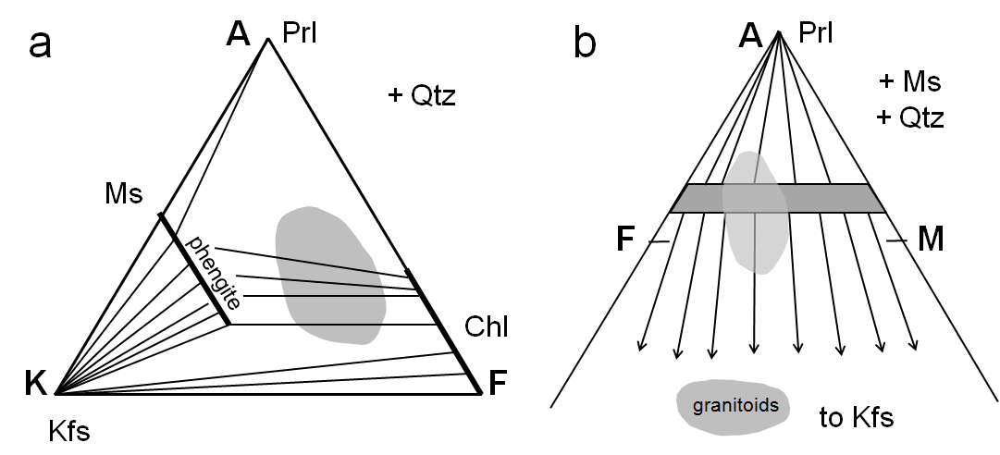 a
A Prl
+ Qtz
Ms
phengite
Chl
K
F
Kfs
b
A Prl
+ Ms
+ Qtz
F
M
granitoids
to Kfs